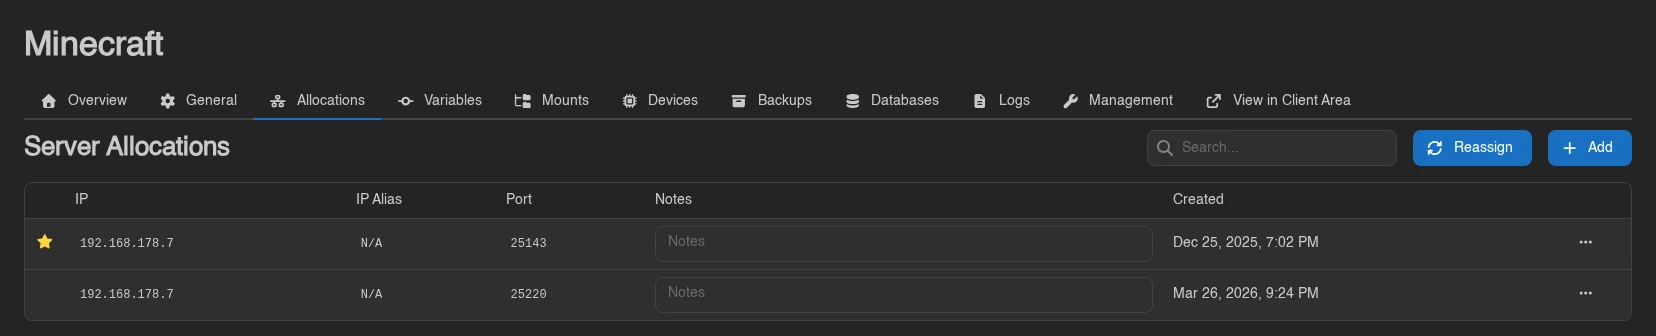 Minecraft
Overview General Allocations Variables Mounts Devices Backups Databases Logs Management View in Client Area
Server Allocations Search... Reassign Add
IP IP Alias Port Notes Created
192.168.178.7 N/A 25143 Notes Dec 25, 2025, 7:02 PM
192.168.178.7 N/A 25220 Notes Mar 26, 2026, 9:24 PM